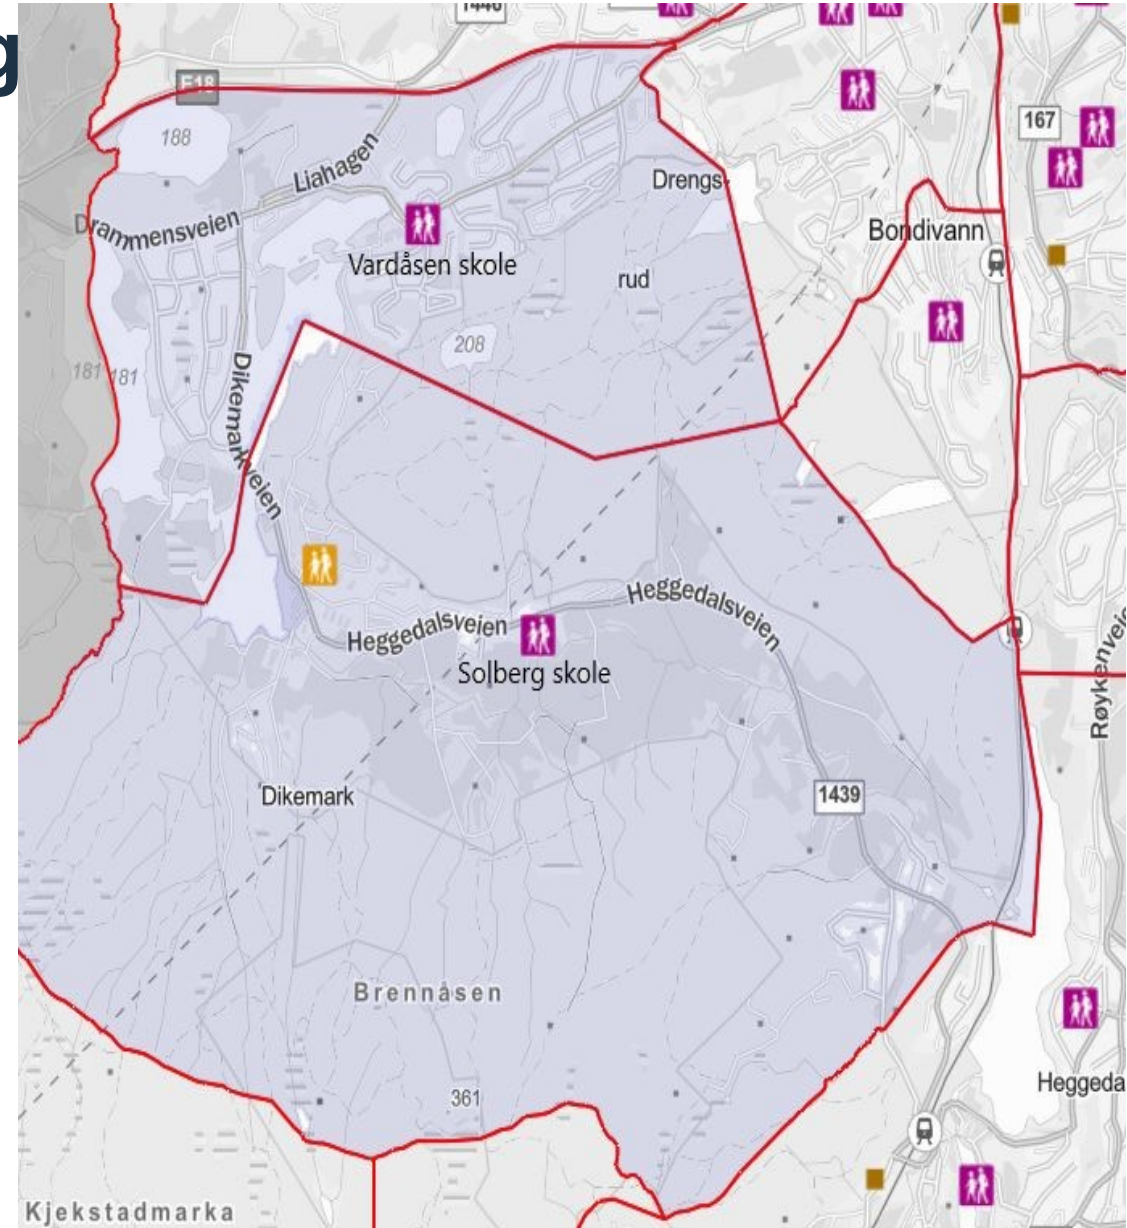 g
1440
E18
188
167
Liahagen
Drengs-
Drammensveien
Bondivann
Vardåsen skole
rud
208
181
181
Dikemarkveien
Heggedalsveien
Heggedalsveien
Røykenveie
Solberg skole
Dikemark
1439
Brennåsen
361
Heggeda
Kjekstadmarka